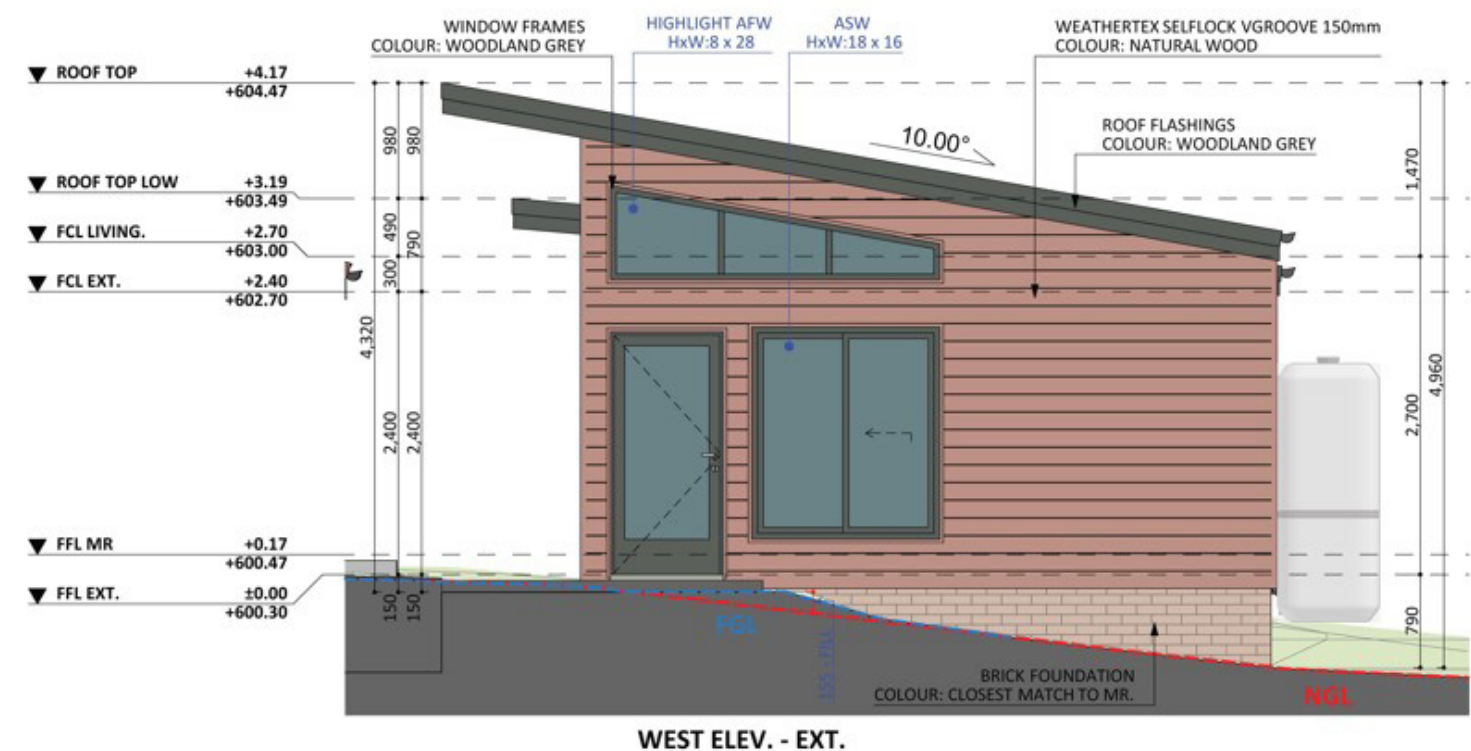 WINDOW FRAMES
COLOUR: WOODLAND GREY
HIGHLIGHT AFW
HxW:8 x 28
ASW
HxW:18 x 16
WEATHERTEX SELFLOCK VGROOVE 150mm
COLOUR: NATURAL WOOD
ROOF TOP +4.17
+604.47
ROOF FLASHINGS
COLOUR: WOODLAND GREY
10.00°
980
980
1,470
ROOF TOP LOW +3.19
+603.49
490
790
FCL LIVING. +2.70
+603.00
300
FCL EXT. +2.40
+602.70
4,320
2,400
2,400
2,700
4,960
FFL MR +0.17
+600.47
FFL EXT. ±0.00
+600.30
150
150
FGL
155 - FILL
790
BRICK FOUNDATION
COLOUR: CLOSEST MATCH TO MR.
NGL
WEST ELEV. - EXT.